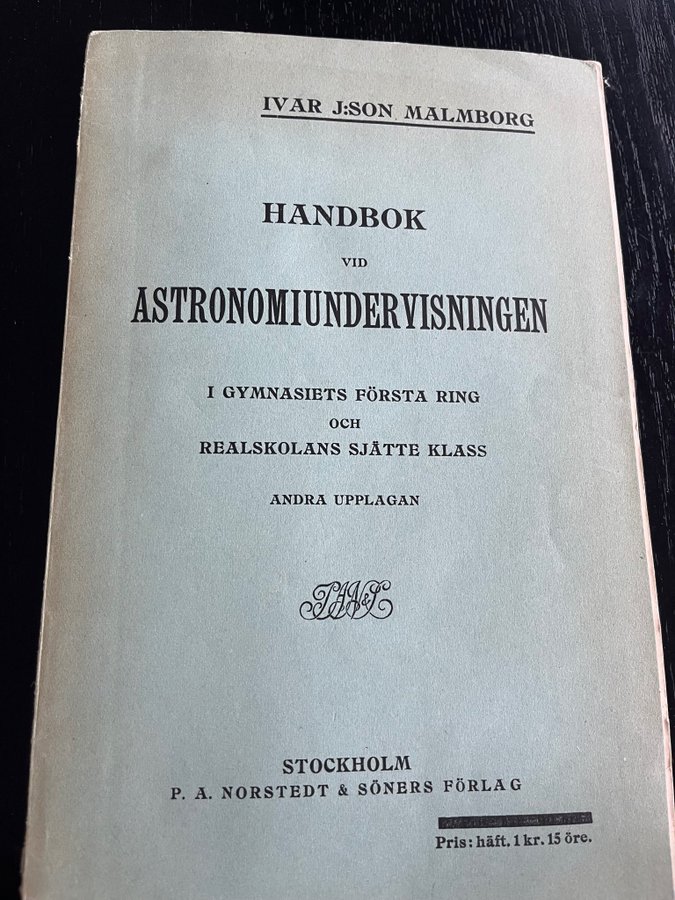 IVAR J:SON MALMBORG
HANDBOK
VID
ASTRONOMIUNDERVISNINGEN
I GYMNASIETS FÖRSTA RING
OCH
REALSKOLANS SJÄTTE KLASS
ANDRA UPPLAGAN
P.A.N.&S.
STOCKHOLM
P. A. NORSTEDT & SÖNERS FÖRLAG
Pris: häft. 1 kr. 15 öre.